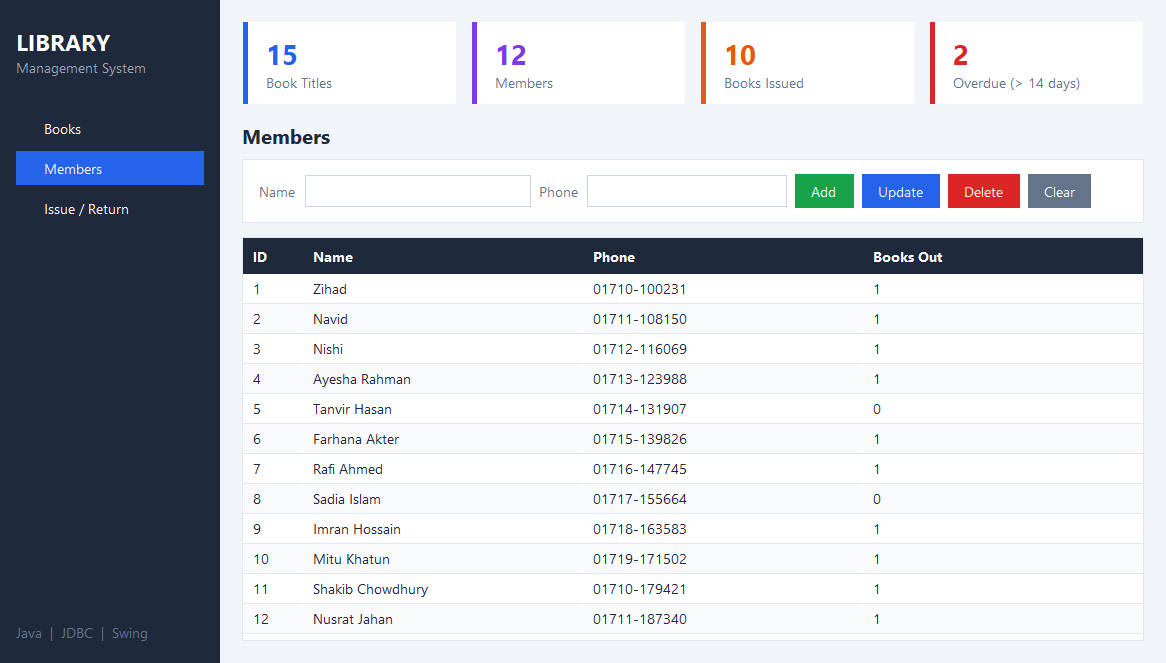 LIBRARY
Management System
Books
Members
Issue / Return
Java | JDBC | Swing
15
Book Titles
12
Members
10
Books Issued
2
Overdue (> 14 days)
Members
Name Phone Add Update Delete Clear
ID Name Phone Books Out
1 Zihad 01710-100231 1
2 Navid 01711-108150 1
3 Nishi 01712-116069 1
4 Ayesha Rahman 01713-123988 1
5 Tanvir Hasan 01714-131907 0
6 Farhana Akter 01715-139826 1
7 Rafi Ahmed 01716-147745 1
8 Sadia Islam 01717-155664 0
9 Imran Hossain 01718-163583 1
10 Mitu Khatun 01719-171502 1
11 Shakib Chowdhury 01710-179421 1
12 Nusrat Jahan 01711-187340 1